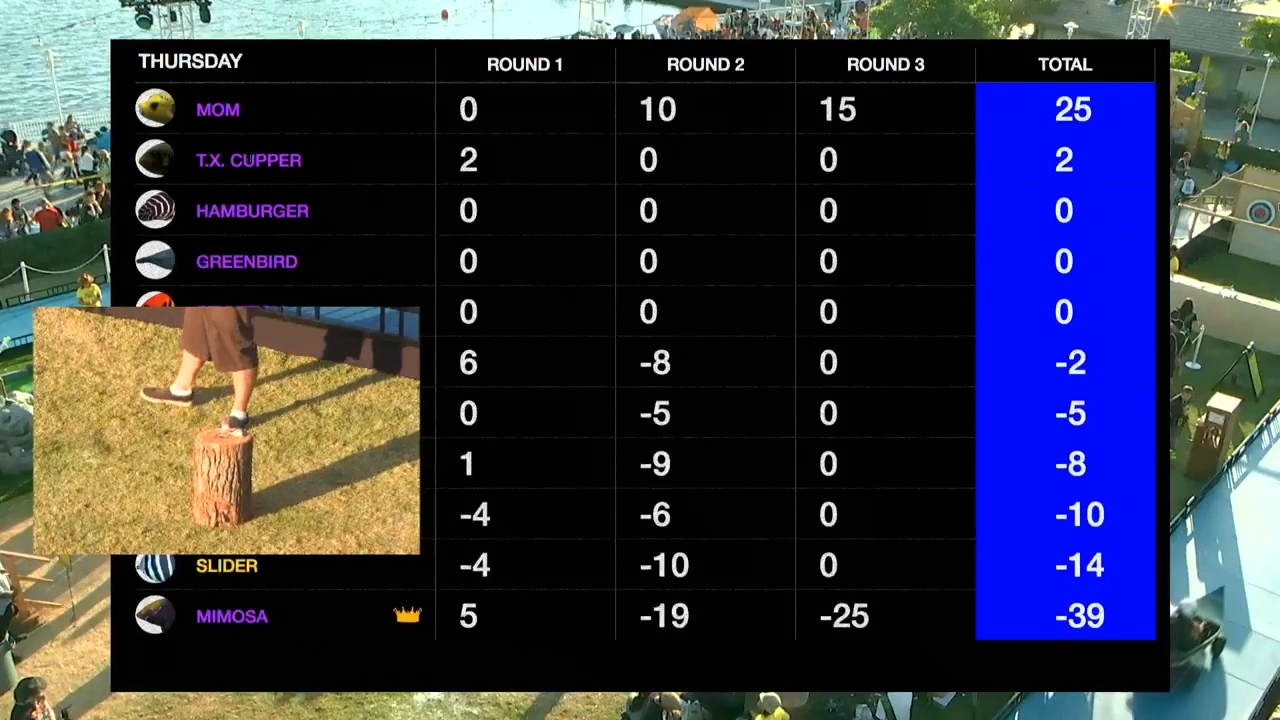 THURSDAY ROUND 1 ROUND 2 ROUND 3 TOTAL
MOM 0 10 15 25
T.X. CUPPER 2 0 0 2
HAMBURGER 0 0 0 0
GREENBIRD 0 0 0 0
0 0 0 0
6 -8 0 -2
0 -5 0 -5
1 -9 0 -8
-4 -6 0 -10
SLIDER -4 -10 0 -14
MIMOSA 5 -19 -25 -39